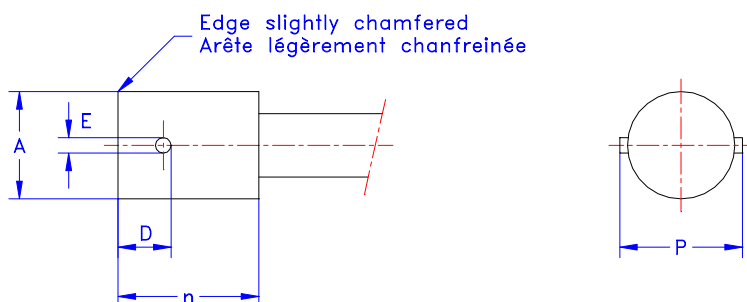 Edge slightly chamfered
Arête légèrement chanfreinée
E
A
D
P
n